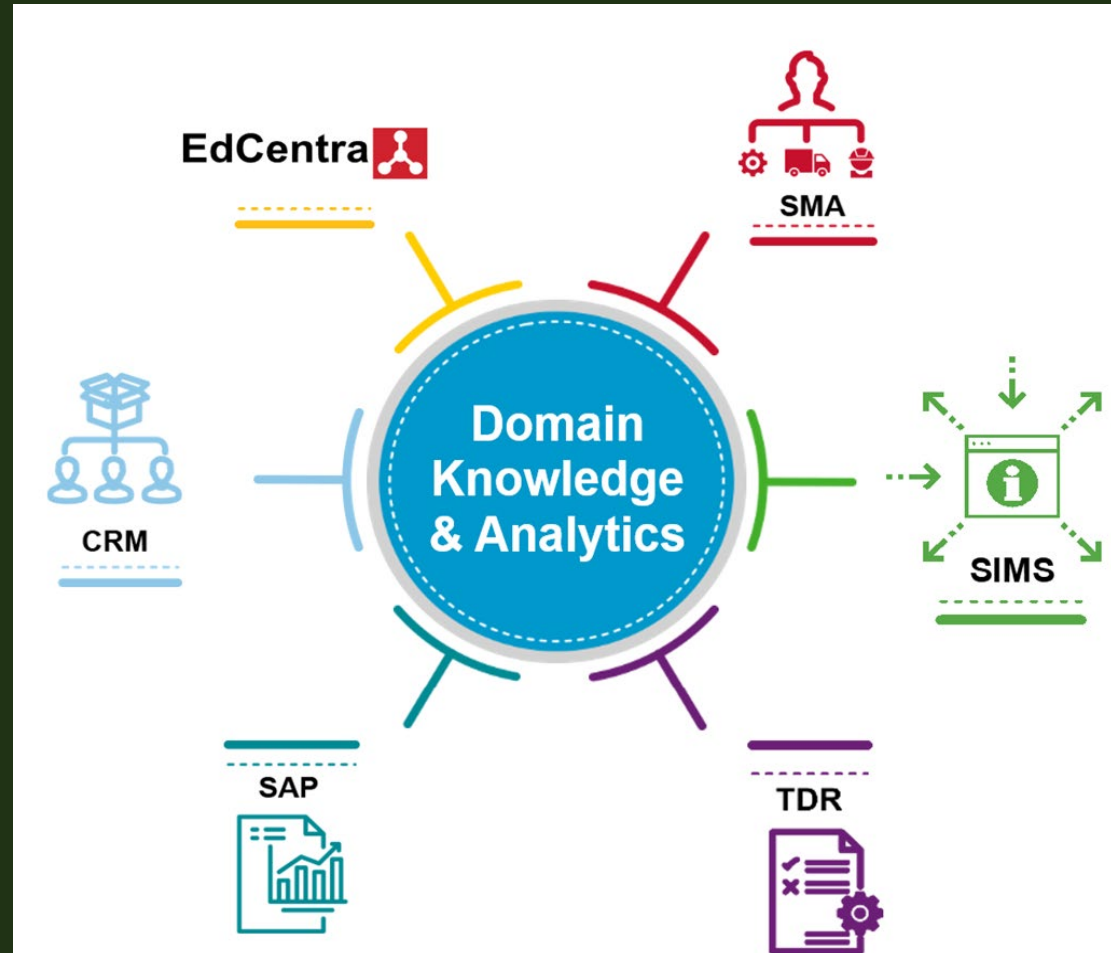 EdCentra
SMA
Domain
Knowledge
& Analytics
CRM
SIMS
SAP
TDR